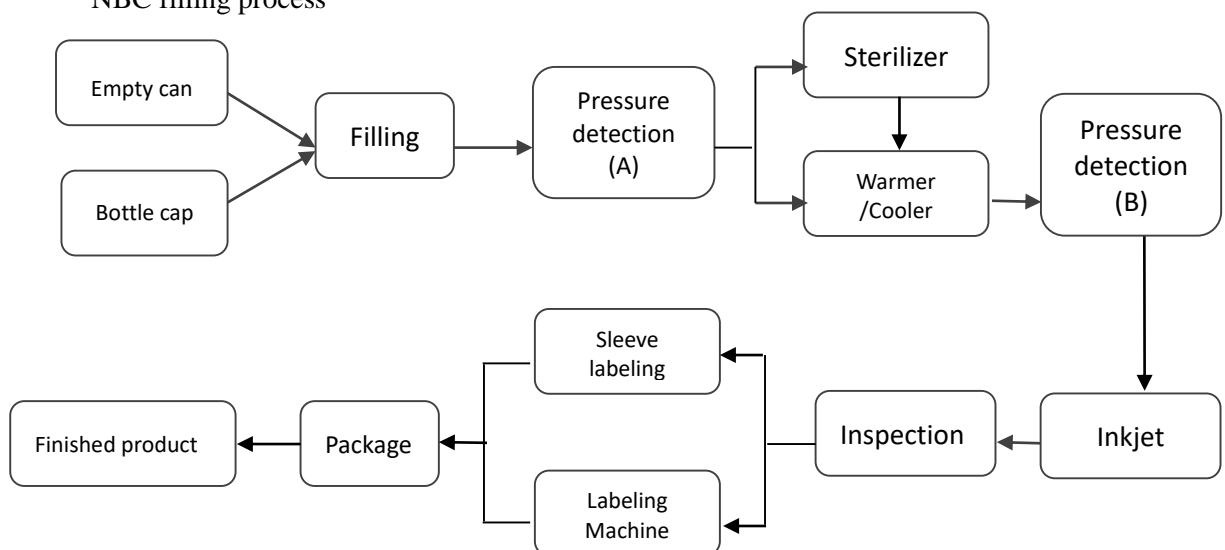 NBC filling process
Empty can
Bottle cap
Filling
Pressure
detection
(A)
Sterilizer
Warmer
/Cooler
Pressure
detection
(B)
Inkjet
Inspection
Sleeve
labeling
Labeling
Machine
Package
Finished product